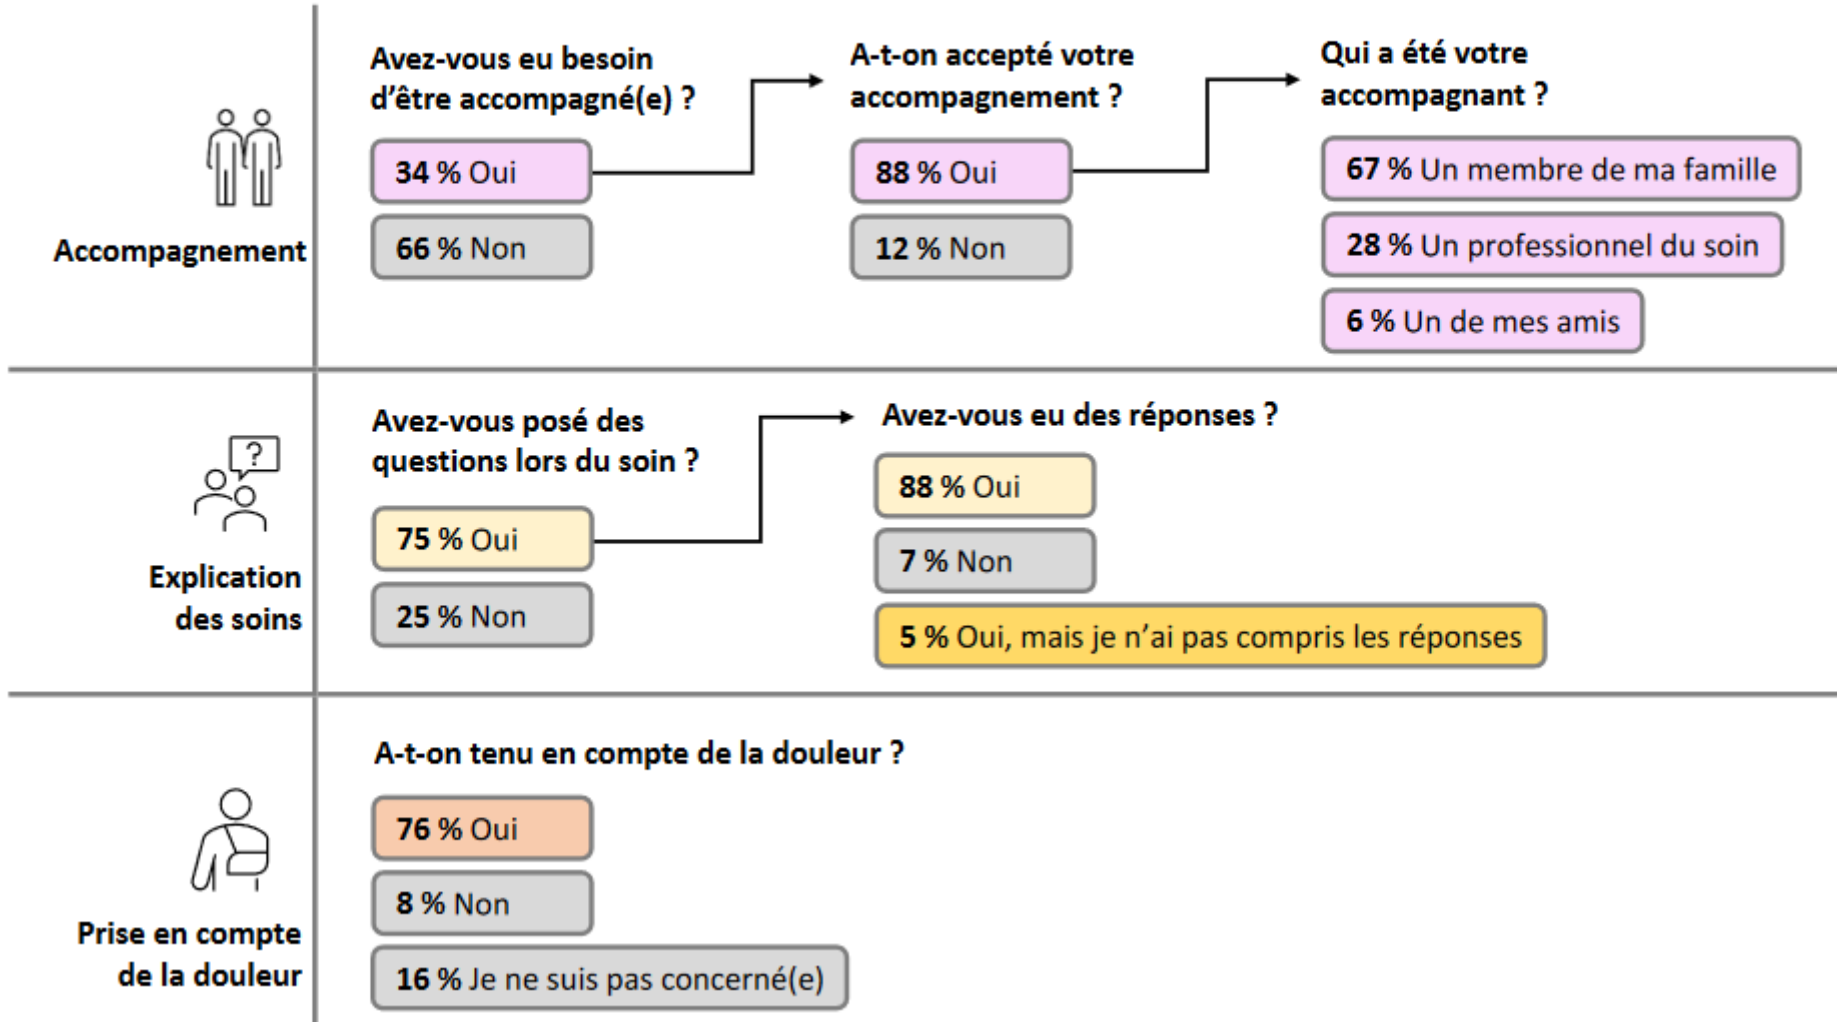 Accompagnement
Avez-vous eu besoin
d'être accompagné(e) ?
34 % Oui
66 % Non
A-t-on accepté votre
accompagnement ?
88 % Oui
12 % Non
Qui a été votre
accompagnant ?
67 % Un membre de ma famille
28 % Un professionnel du soin
6 % Un de mes amis
?
Explication
des soins
Avez-vous posé des
questions lors du soin ?
75 % Oui
25 % Non
Avez-vous eu des réponses ?
88 % Oui
7 % Non
5 % Oui, mais je n'ai pas compris les réponses
Prise en compte
de la douleur
A-t-on tenu en compte de la douleur ?
76 % Oui
8 % Non
16 % Je ne suis pas concerné(e)